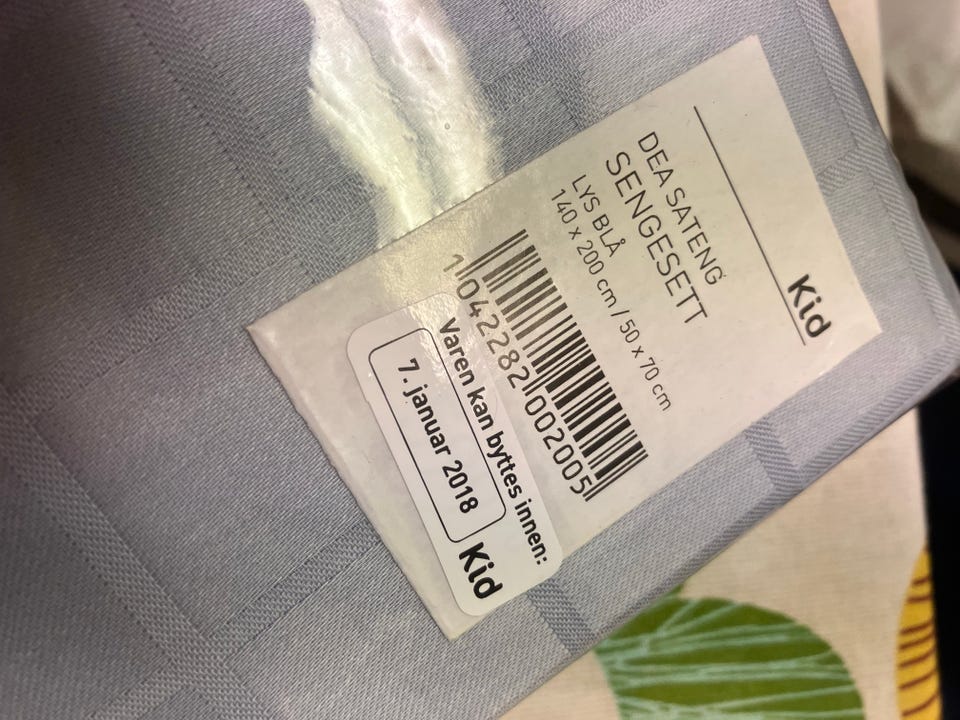 Kid
DEA SATENG
SENGESETT
LYS BLÅ
140 x 200 cm / 50 x 70 cm
1042282002005
Varen kan byttes innen:
7. januar 2018
Kid